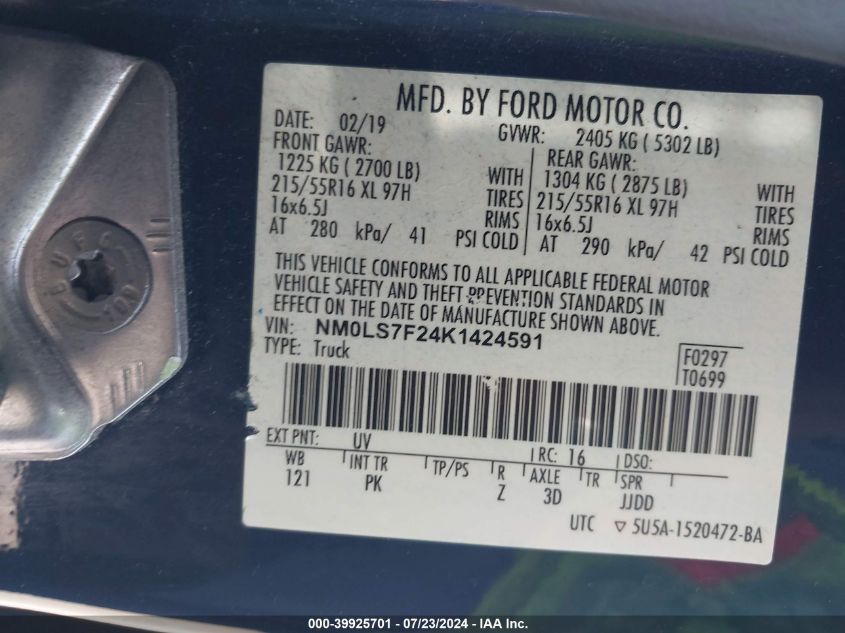 MFD. BY FORD MOTOR CO.
DATE: 02/19 GVWR: 2405 KG ( 5302 LB)
FRONT GAWR: REAR GAWR:
1225 KG ( 2700 LB) WITH 1304 KG ( 2875 LB) WITH
215/55R16 XL 97H TIRES 215/55R16 XL 97H TIRES
16x6.5J RIMS 16x6.5J RIMS
AT 280 kPa/ 41 PSI COLD AT 290 kPa/ 42 PSI COLD
THIS VEHICLE CONFORMS TO ALL APPLICABLE FEDERAL MOTOR
VEHICLE SAFETY AND THEFT PREVENTION STANDARDS IN
EFFECT ON THE DATE OF MANUFACTURE SHOWN ABOVE.
VIN: NM0LS7F24K1424591
TYPE: Truck
F0297
T0699
EXT PNT: UV RC: 16 DSO:
WB INT TR TP/PS R AXLE TR SPR
121 PK Z 3D JJDD
UTC ▽ 5U5A-1520472-BA
000-39925701 - 07/23/2024 - IAA Inc.